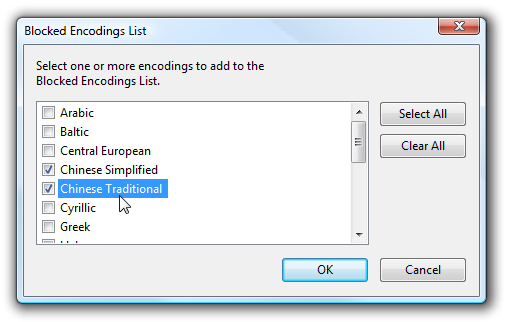 Blocked Encodings List
Select one or more encodings to add to the
Blocked Encodings List.
Arabic
Baltic
Central European
Chinese Simplified
Chinese Traditional
Cyrillic
Greek
Select All
Clear All
OK
Cancel